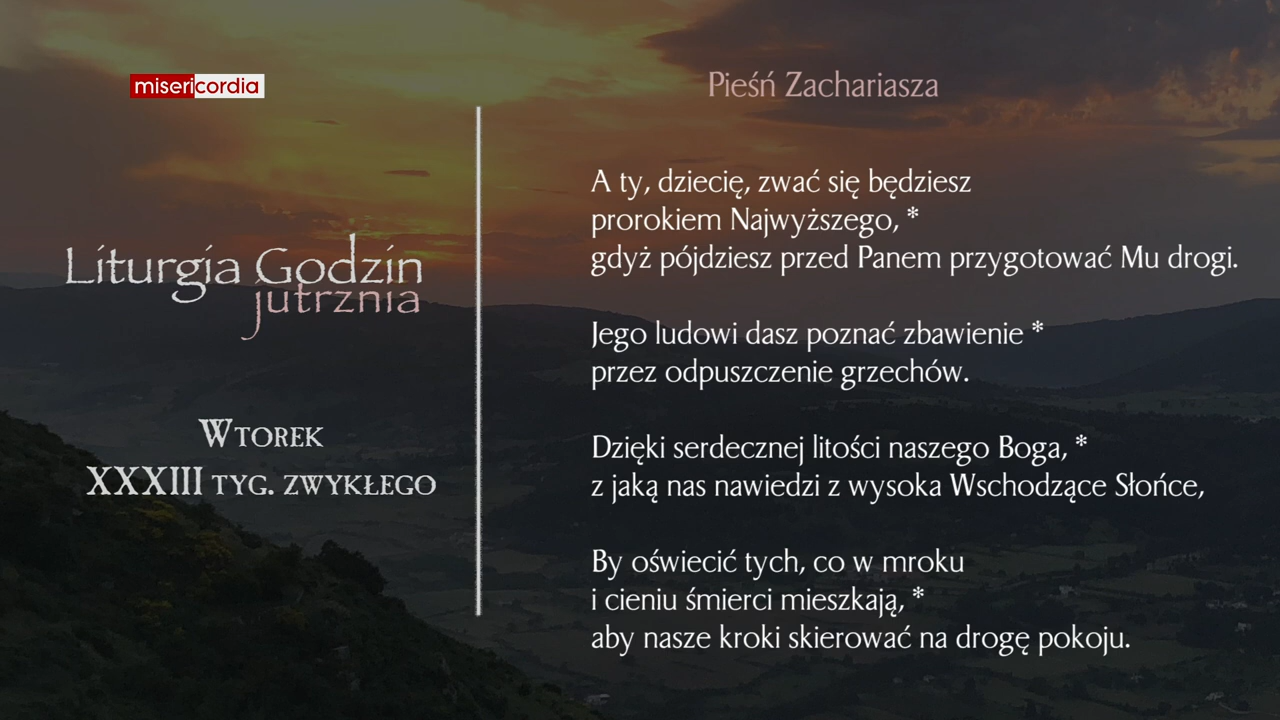 misericordia
Liturgia Godzin
jutrznia
Wtorek
XXXIII tyg. zwykłego
Pieśń Zachariasza
A ty, dziecię, zwać się będziesz
prorokiem Najwyższego, *
gdyż pójdziesz przed Panem przygotować Mu drogi.
Jego ludowi dasz poznać zbawienie *
przez odpuszczenie grzechów.
Dzięki serdecznej litości naszego Boga, *
z jaką nas nawiedzi z wysoka Wschodzące Słońce,
By oświecić tych, co w mroku
i cieniu śmierci mieszkają, *
aby nasze kroki skierować na drogę pokoju.